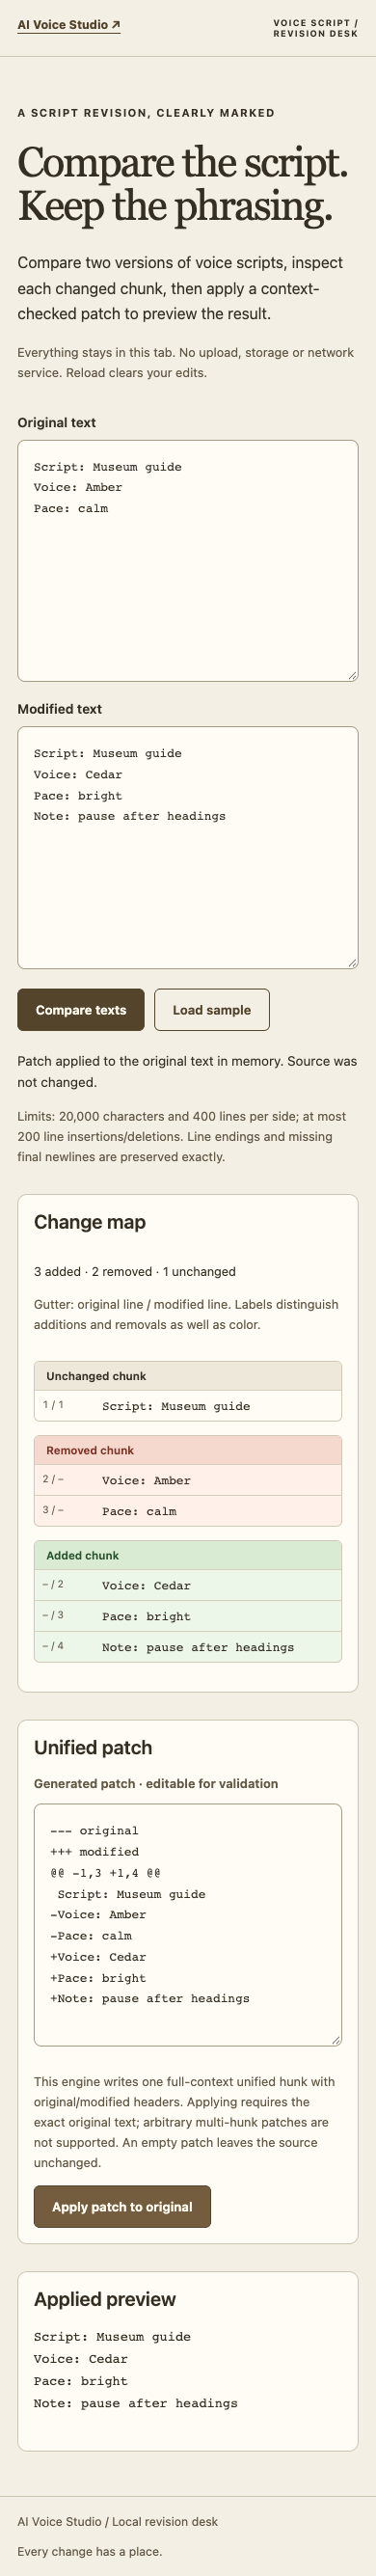 AI Voice Studio ↗
VOICE SCRIPT /
REVISION DESK
A SCRIPT REVISION, CLEARLY MARKED
Compare the script.
Keep the phrasing.
Compare two versions of voice scripts, inspect
each changed chunk, then apply a context-
checked patch to preview the result.
Everything stays in this tab. No upload, storage or network
service. Reload clears your edits.
Original text
Script: Museum guide
Voice: Amber
Pace: calm
Modified text
Script: Museum guide
Voice: Cedar
Pace: bright
Note: pause after headings
Compare texts
Load sample
Patch applied to the original text in memory. Source was
not changed.
Limits: 20,000 characters and 400 lines per side; at most
200 line insertions/deletions. Line endings and missing
final newlines are preserved exactly.
Change map
3 added · 2 removed · 1 unchanged
Gutter: original line / modified line. Labels distinguish
additions and removals as well as color.
Unchanged chunk
1 / 1 Script: Museum guide
Removed chunk
2 / – Voice: Amber
3 / – Pace: calm
Added chunk
– / 2 Voice: Cedar
– / 3 Pace: bright
– / 4 Note: pause after headings
Unified patch
Generated patch · editable for validation
--- original
+++ modified
@@ -1,3 +1,4 @@
 Script: Museum guide
-Voice: Amber
-Pace: calm
+Voice: Cedar
+Pace: bright
+Note: pause after headings
This engine writes one full-context unified hunk with
original/modified headers. Applying requires the
exact original text; arbitrary multi-hunk patches are
not supported. An empty patch leaves the source
unchanged.
Apply patch to original
Applied preview
Script: Museum guide
Voice: Cedar
Pace: bright
Note: pause after headings
AI Voice Studio / Local revision desk
Every change has a place.